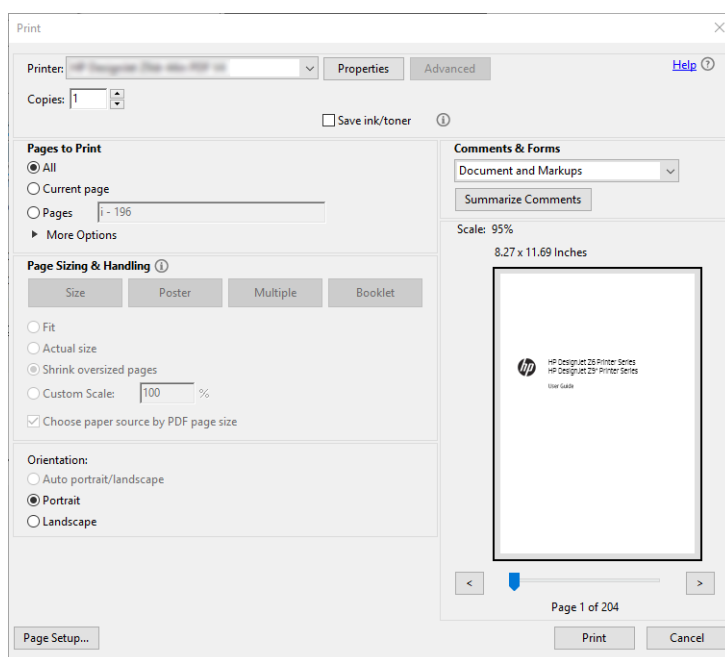 Print
Printer: Properties Advanced Help
Copies: 1
Save ink/toner
Pages to Print
All
Current page
Pages i - 196
More Options
Comments & Forms
Document and Markups
Summarize Comments
Page Sizing & Handling
Size Poster Multiple Booklet
Fit
Actual size
Shrink oversized pages
Custom Scale: 100 %
Choose paper source by PDF page size
Orientation:
Auto portrait/landscape
Portrait
Landscape
Scale: 95%
8.27 x 11.69 Inches
hp
HP DesignJet Z6 Printer Series
HP DesignJet Z9⁺ Printer Series
User Guide
< >
Page 1 of 204
Page Setup... Print Cancel